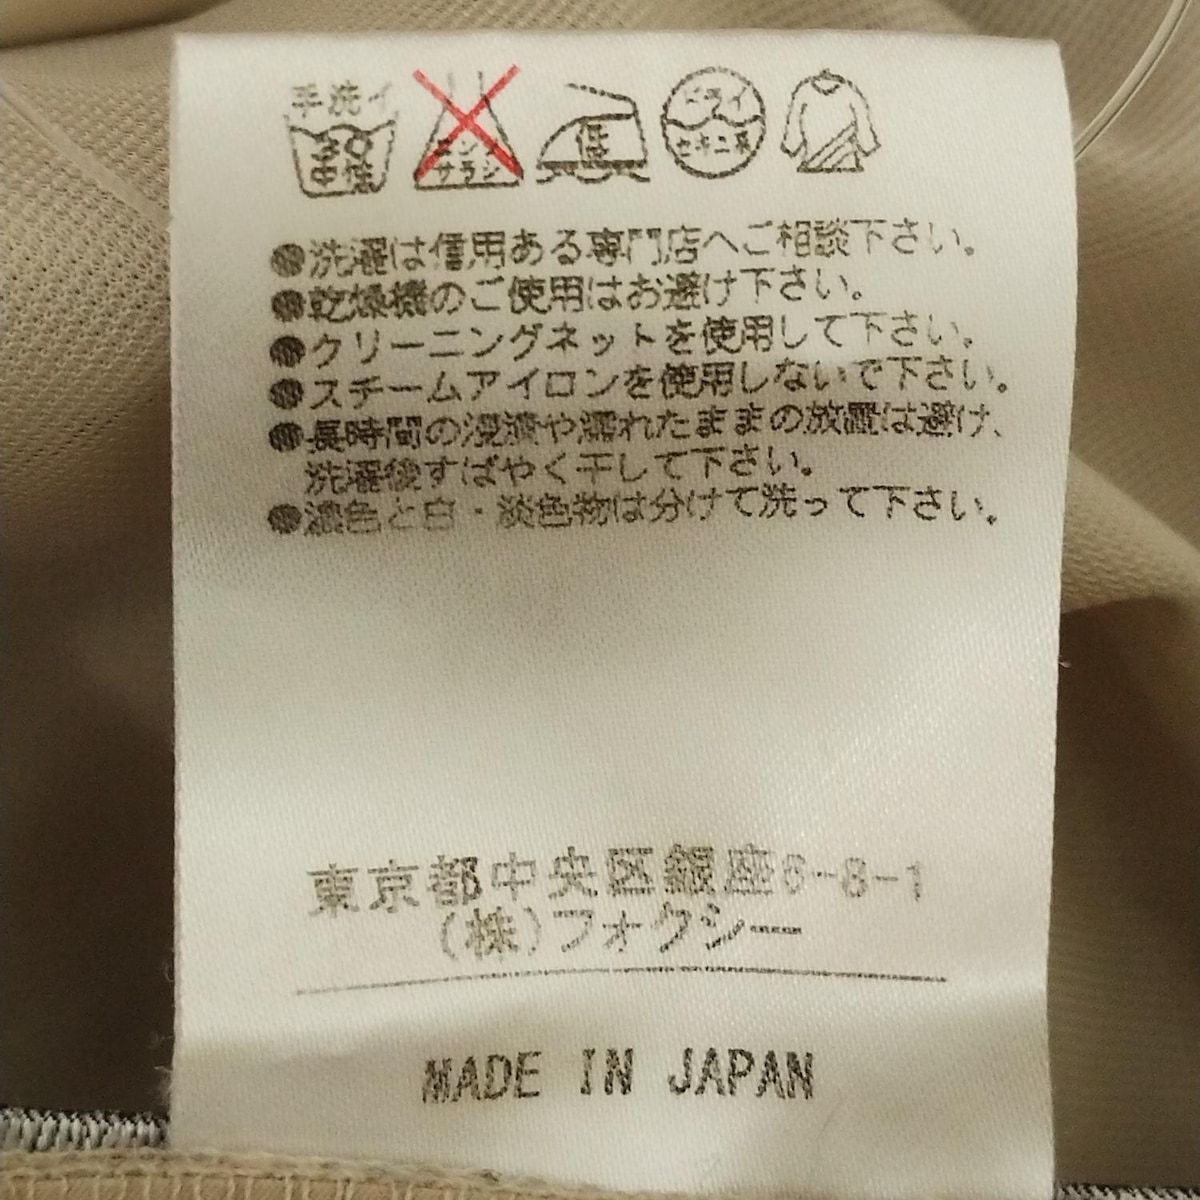 手洗イ
30
中性
エンソ
サラシ
低
ドライ
セキユ系
●洗濯は信用ある専門店へご相談下さい。
●乾燥機のご使用はお避け下さい。
●クリーニングネットを使用して下さい。
●スチームアイロンを使用しないで下さい。
●長時間の浸漬や濡れたままの放置は避け、
洗濯後すばやく干して下さい。
●濃色と白・淡色物は分けて洗って下さい。
東京都中央区銀座6-8-1
(株)フォクシー
MADE IN JAPAN